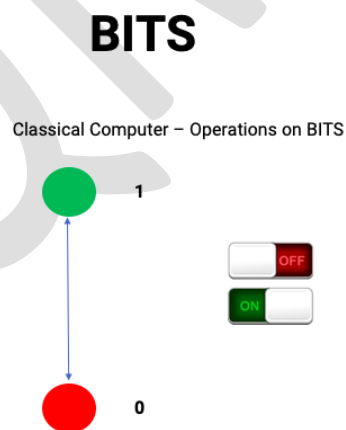 BITS
Classical Computer – Operations on BITS
1
OFF
ON
0